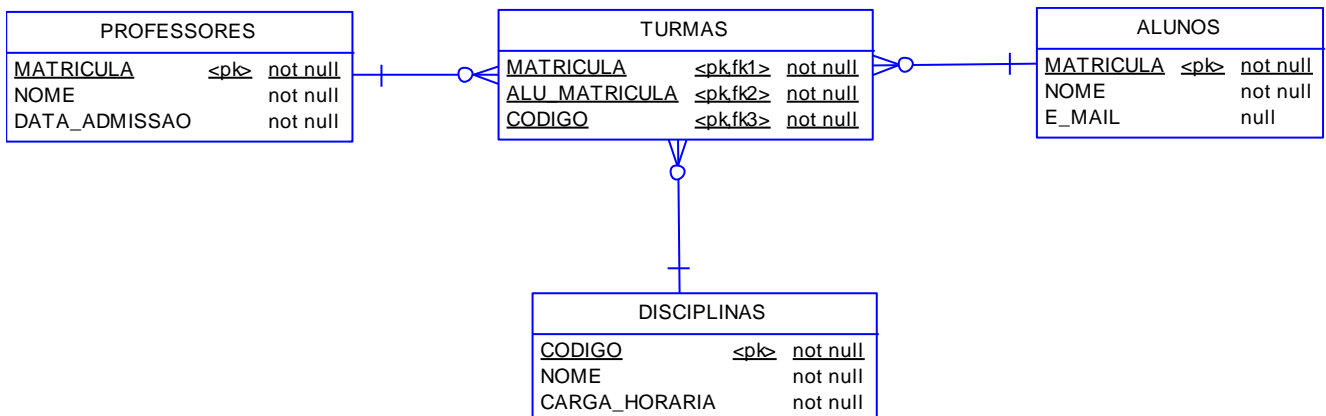 PROFESSORES
MATRICULA <pk> not null
NOME not null
DATA_ADMISSAO not null
TURMAS
MATRICULA <pk,fk1> not null
ALU_MATRICULA <pk,fk2> not null
CODIGO <pk,fk3> not null
ALUNOS
MATRICULA <pk> not null
NOME not null
E_MAIL null
DISCIPLINAS
CODIGO <pk> not null
NOME not null
CARGA_HORARIA not null